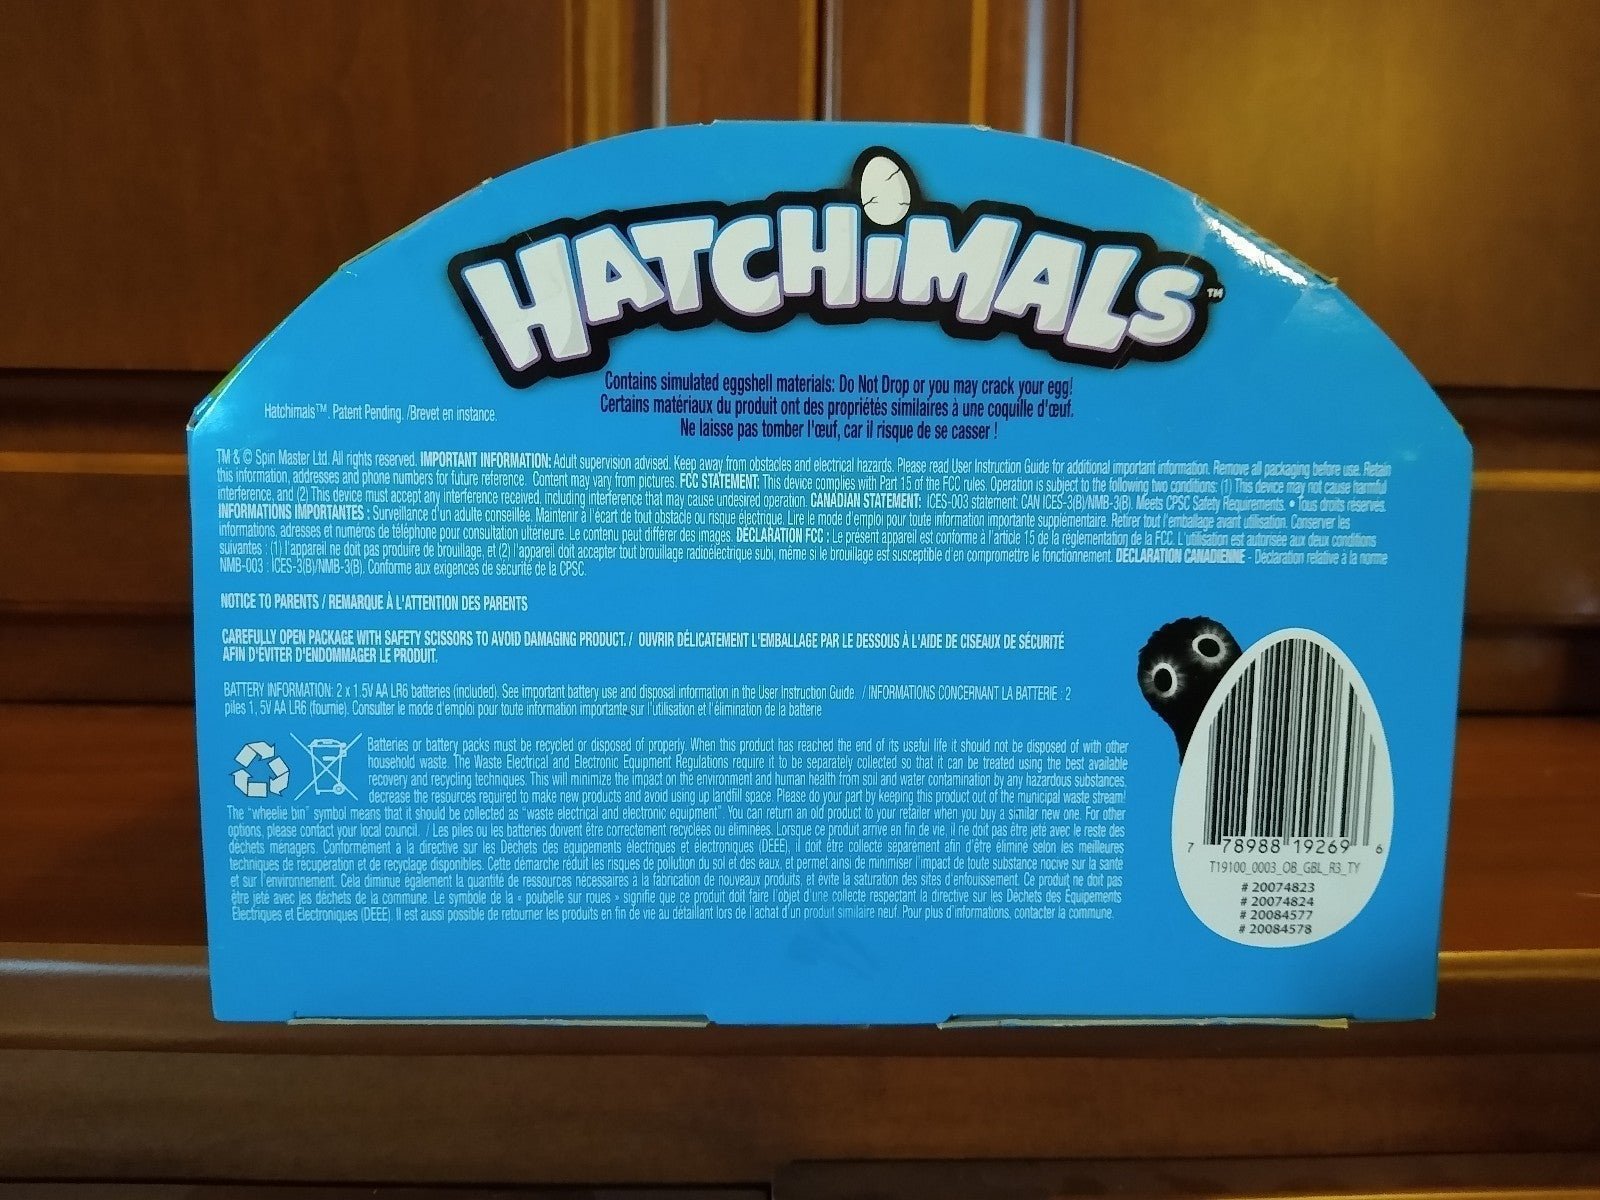 HATCHiMALS™
Contains simulated eggshell materials: Do Not Drop or you may crack your egg!
Certains matériaux du produit ont des propriétés similaires à une coquille d'œuf.
Ne laisse pas tomber l'œuf, car il risque de se casser !
Hatchimals™. Patent Pending. /Brevet en instance.
TM & © Spin Master Ltd. All rights reserved. IMPORTANT INFORMATION: Adult supervision advised. Keep away from obstacles and electrical hazards. Please read User Instruction Guide for additional important information. Remove all packaging before use. Retain
this information, addresses and phone numbers for future reference. Content may vary from pictures. FCC STATEMENT: This device complies with Part 15 of the FCC rules. Operation is subject to the following two conditions: (1) This device may not cause harmful
interference, and (2) This device must accept any interference received, including interference that may cause undesired operation. CANADIAN STATEMENT: ICES-003 statement: CAN ICES-3(B)/NMB-3(B). Meets CPSC Safety Requirements. • Tous droits réservés.
INFORMATIONS IMPORTANTES : Surveillance d'un adulte conseillée. Maintenir à l'écart de tout obstacle ou risque électrique. Lire le mode d'emploi pour toute information importante supplémentaire. Retirer tout l'emballage avant utilisation. Conserver les
informations, adresses et numéros de téléphone pour consultation ultérieure. Le contenu peut différer des images. DÉCLARATION FCC : Le présent appareil est conforme à l'article 15 de la réglementation de la FCC. L'utilisation est autorisée aux deux conditions
suivantes : (1) l'appareil ne doit pas produire de brouillage, et (2) l'appareil doit accepter tout brouillage radioélectrique subi, même si le brouillage est susceptible d'en compromettre le fonctionnement. DÉCLARATION CANADIENNE - Déclaration relative à la norme
NMB-003 : ICES-3(B)/NMB-3(B). Conforme aux exigences de sécurité de la CPSC.
NOTICE TO PARENTS / REMARQUE À L'ATTENTION DES PARENTS
CAREFULLY OPEN PACKAGE WITH SAFETY SCISSORS TO AVOID DAMAGING PRODUCT. / OUVRIR DÉLICATEMENT L'EMBALLAGE PAR LE DESSOUS À L'AIDE DE CISEAUX DE SÉCURITÉ
AFIN D'ÉVITER D'ENDOMMAGER LE PRODUIT.
BATTERY INFORMATION: 2 x 1.5V AA LR6 batteries (included). See important battery use and disposal information in the User Instruction Guide. / INFORMATIONS CONCERNANT LA BATTERIE : 2
piles 1, 5V AA LR6 (fournie). Consulter le mode d'emploi pour toute information importante sur l'utilisation et l'élimination de la batterie
Batteries or battery packs must be recycled or disposed of properly. When this product has reached the end of its useful life it should not be disposed of with other
household waste. The Waste Electrical and Electronic Equipment Regulations require it to be separately collected so that it can be treated using the best available
recovery and recycling techniques. This will minimize the impact on the environment and human health from soil and water contamination by any hazardous substances,
decrease the resources required to make new products and avoid using up landfill space. Please do your part by keeping this product out of the municipal waste stream!
The "wheelie bin" symbol means that it should be collected as "waste electrical and electronic equipment". You can return an old product to your retailer when you buy a similar new one. For other
options, please contact your local council. / Les piles ou les batteries doivent être correctement recyclées ou éliminées. Lorsque ce produit arrive en fin de vie, il ne doit pas être jeté avec le reste des
déchets ménagers. Conformément à la directive sur les Déchets des équipements électriques et électroniques (DEEE), il doit être collecté séparément afin d'être éliminé selon les meilleures
techniques de récupération et de recyclage disponibles. Cette démarche réduit les risques de pollution du sol et des eaux, et permet ainsi de minimiser l'impact de toute substance nocive sur la santé
et sur l'environnement. Cela diminue également la quantité de ressources nécessaires à la fabrication de nouveaux produits, et évite la saturation des sites d'enfouissement. Ce produit ne doit pas
être jeté avec les déchets de la commune. Le symbole de la « poubelle sur roues » signifie que ce produit doit faire l'objet d'une collecte respectant la directive sur les Déchets des Équipements
Électriques et Électroniques (DEEE). Il est aussi possible de retourner les produits en fin de vie au détaillant lors de l'achat d'un produit similaire neuf. Pour plus d'informations, contacter la commune.
7 78988 19269 6
T19100_0003_OB_GBL_R3_TY
# 20074823
# 20074824
# 20084577
# 20084578